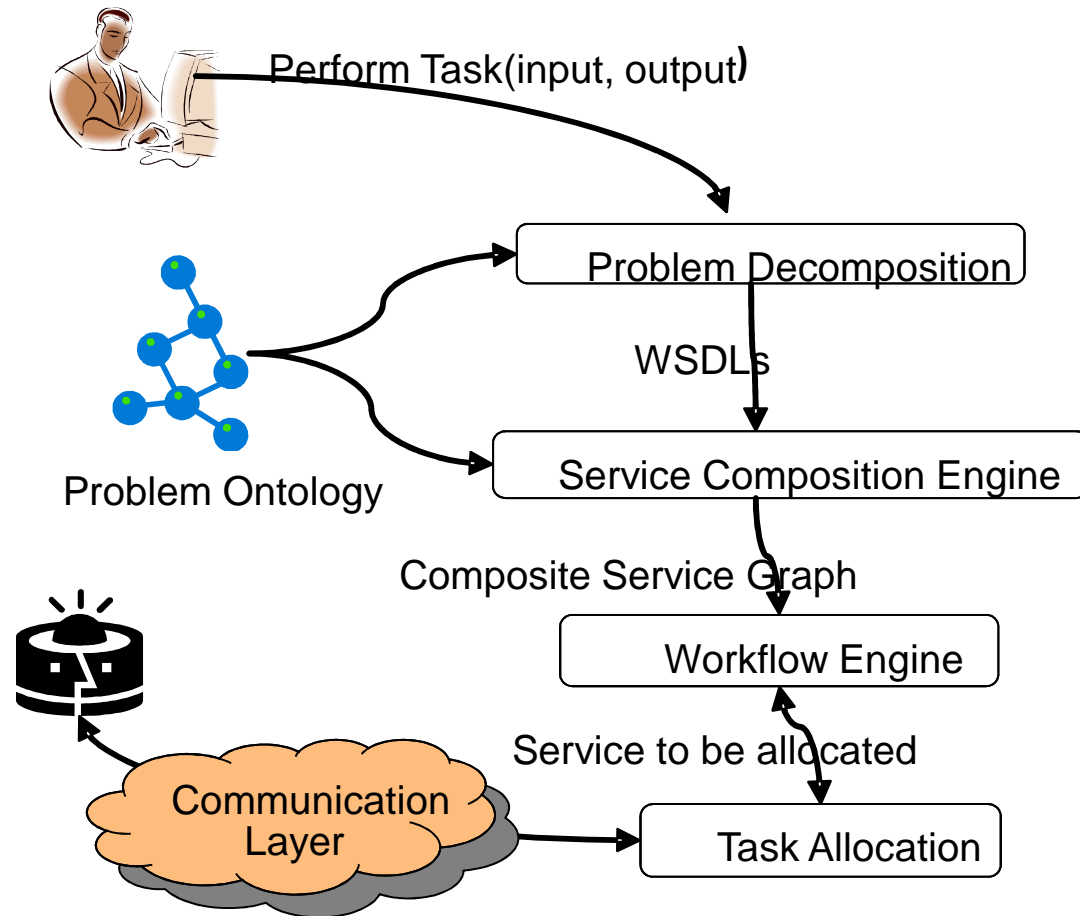 Perform Task(input, output)
Problem Decomposition
WSDLs
Service Composition Engine
Problem Ontology
Composite Service Graph
Workflow Engine
Service to be allocated
Communication
Layer
Task Allocation